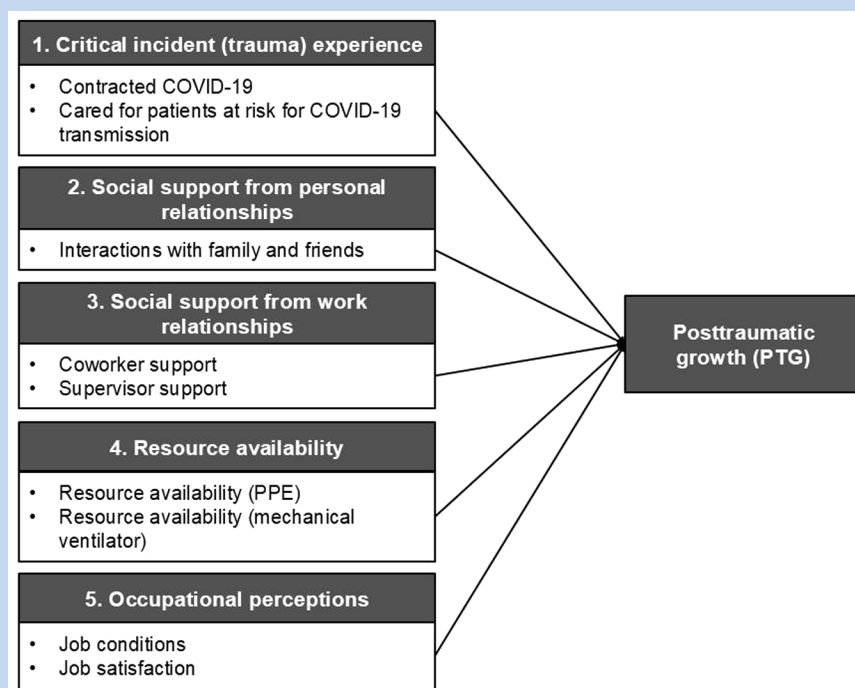 1. Critical incident (trauma) experience
• Contracted COVID-19
• Cared for patients at risk for COVID-19
transmission
2. Social support from personal
relationships
• Interactions with family and friends
3. Social support from work
relationships
• Coworker support
• Supervisor support
4. Resource availability
• Resource availability (PPE)
• Resource availability (mechanical
ventilator)
5. Occupational perceptions
• Job conditions
• Job satisfaction
Posttraumatic
growth (PTG)